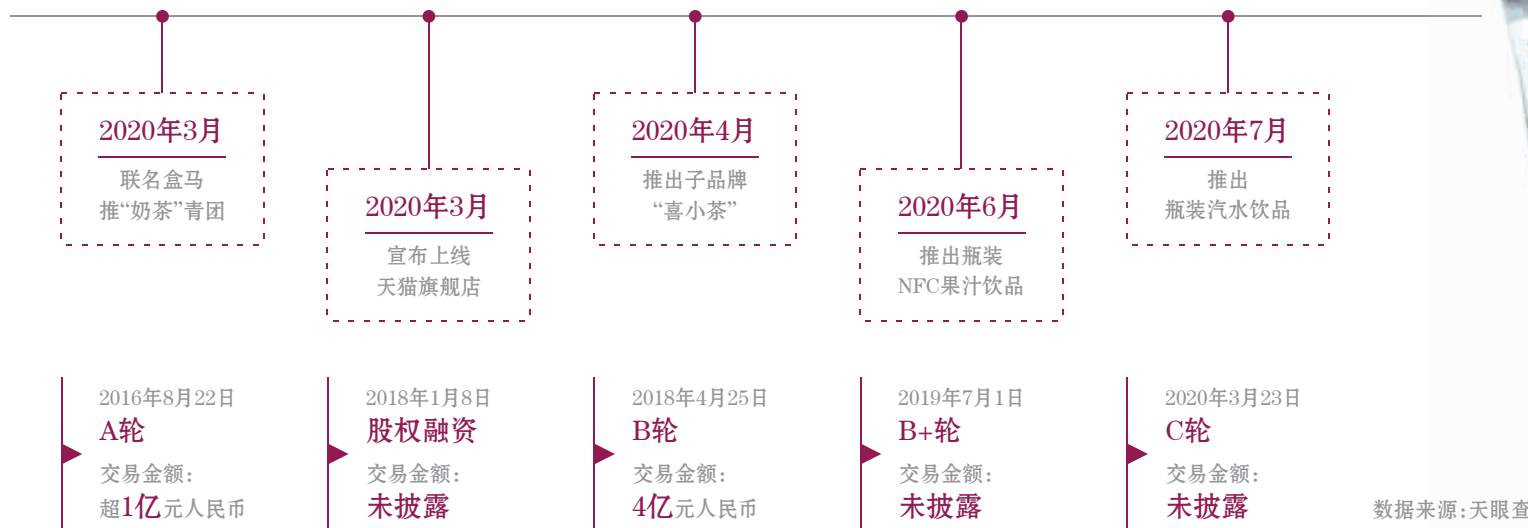 2020年3月
联名盒马
推“奶茶”青团
2020年3月
宣布上线
天猫旗舰店
2020年4月
推出子品牌
“喜小茶”
2020年6月
推出瓶装
NFC果汁饮品
2020年7月
推出
瓶装汽水饮品
2016年8月22日
A轮
交易金额:
超1亿元人民币
2018年1月8日
股权融资
交易金额:
未披露
2018年4月25日
B轮
交易金额:
4亿元人民币
2019年7月1日
B+轮
交易金额:
未披露
2020年3月23日
C轮
交易金额:
未披露
数据来源:天眼查